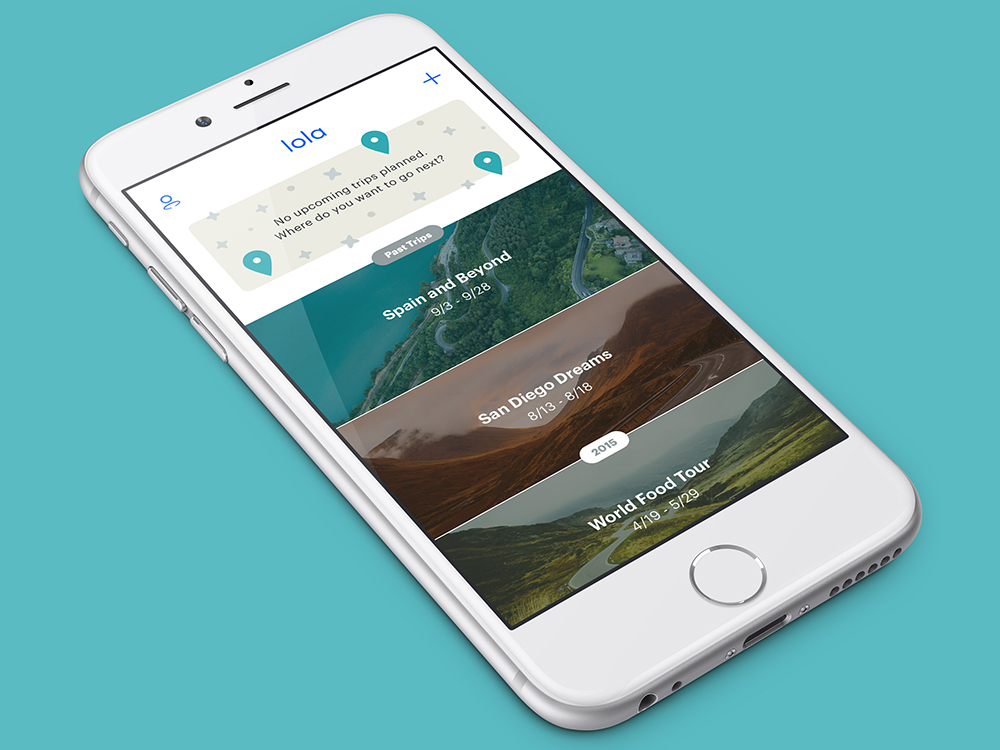 lola
No upcoming trips planned.
Where do you want to go next?
Past Trips
Spain and Beyond
9/3 - 9/28
San Diego Dreams
8/13 - 8/18
2015
World Food Tour
4/19 - 5/29